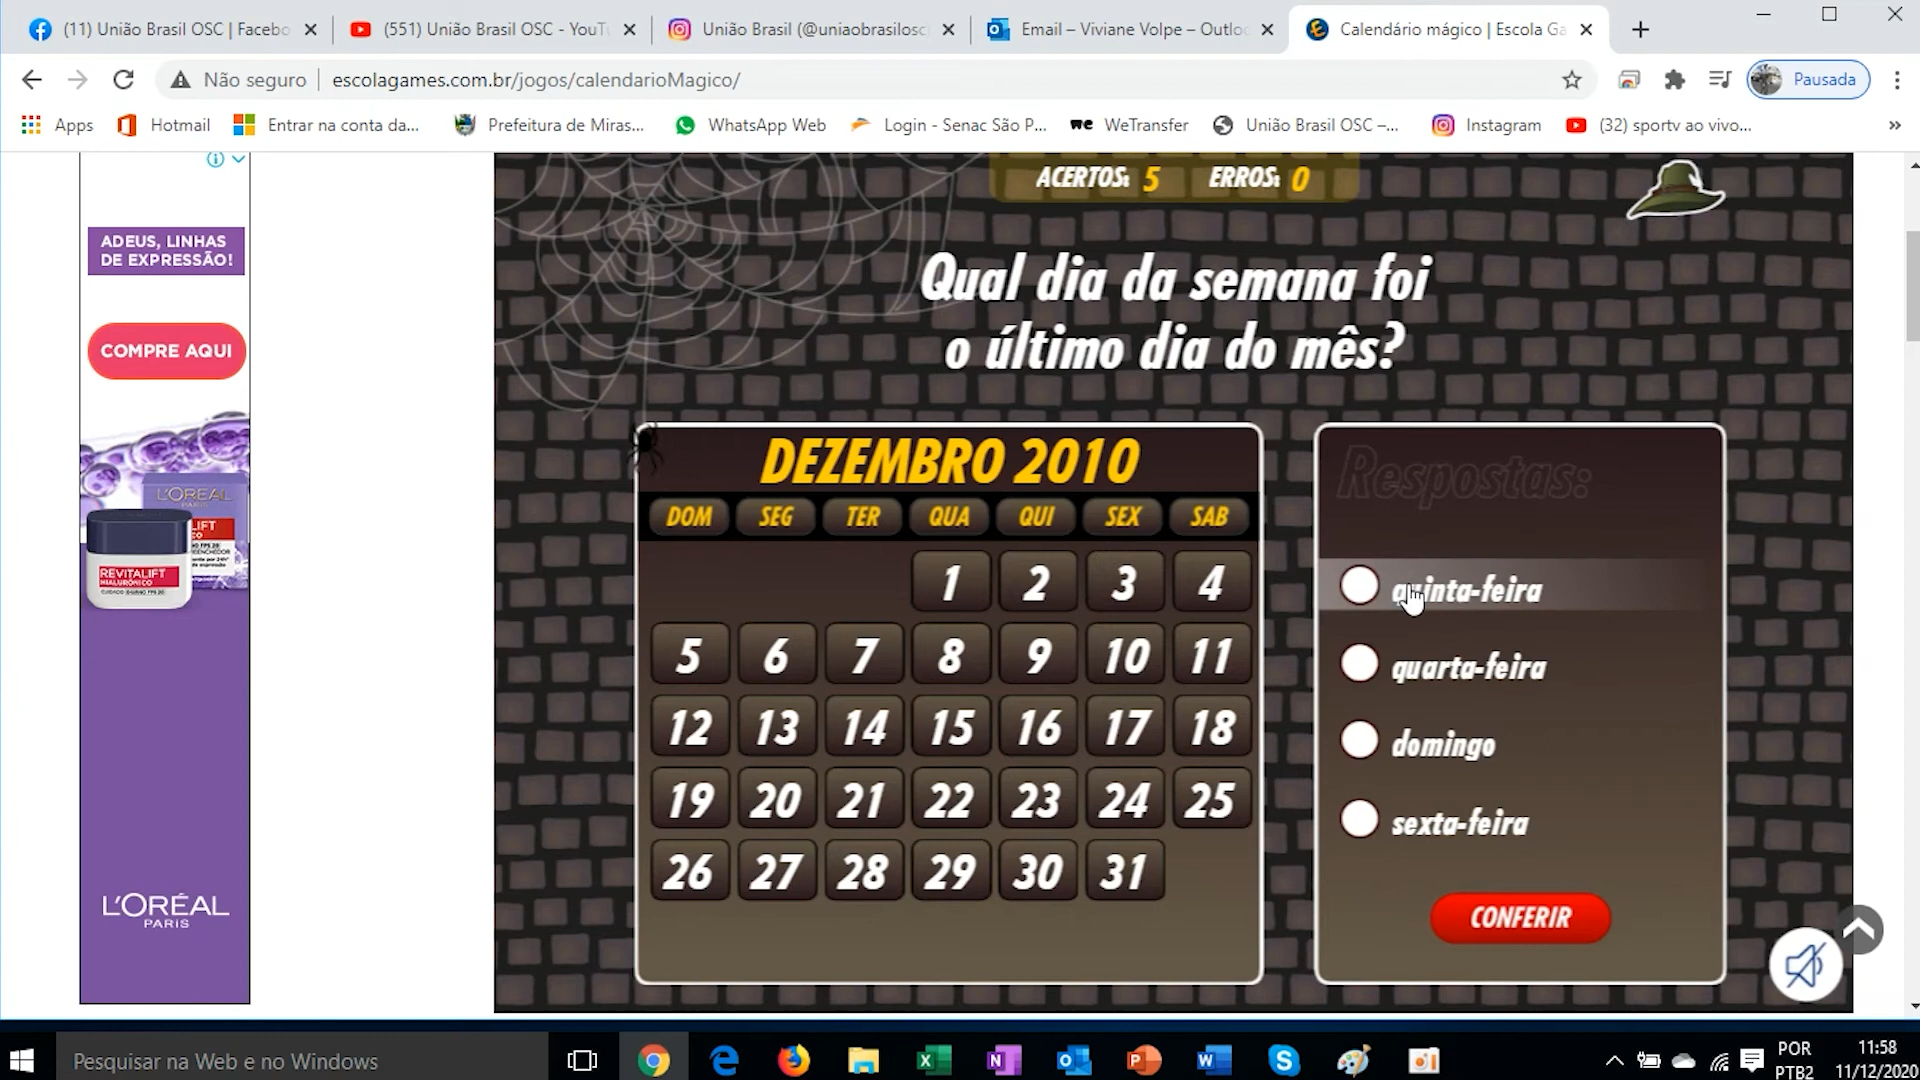 (11) União Brasil OSC | Facebo
(551) União Brasil OSC - YouTu
União Brasil (@uniaobrasilosc)
Email – Viviane Volpe – Outloo
Calendário mágico | Escola Ga
Não seguro
escolagames.com.br/jogos/calendarioMagico/
Pausada
Apps
Hotmail
Entrar na conta da...
Prefeitura de Miras...
WhatsApp Web
Login - Senac São P...
WeTransfer
União Brasil OSC –...
Instagram
(32) sportv ao vivo...
ADEUS, LINHAS
DE EXPRESSÃO!
COMPRE AQUI
L'ORÉAL
PARIS
REVITALIFT
HIALURÔNICO
L'ORÉAL
PARIS
ACERTOS: 5 ERROS: 0
Qual dia da semana foi
o último dia do mês?
DEZEMBRO 2010
DOM SEG TER QUA QUI SEX SAB
1 2 3 4
5 6 7 8 9 10 11
12 13 14 15 16 17 18
19 20 21 22 23 24 25
26 27 28 29 30 31
Respostas:
quinta-feira
quarta-feira
domingo
sexta-feira
CONFERIR
Pesquisar na Web e no Windows
POR
PTB2
11:58
11/12/2020